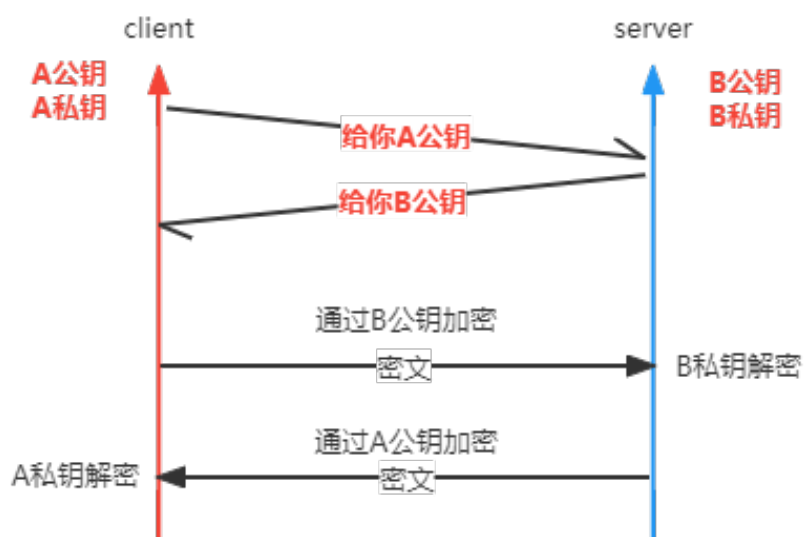 client
server
A公钥
A私钥
B公钥
B私钥
给你A公钥
给你B公钥
通过B公钥加密
密文
B私钥解密
通过A公钥加密
A私钥解密
密文